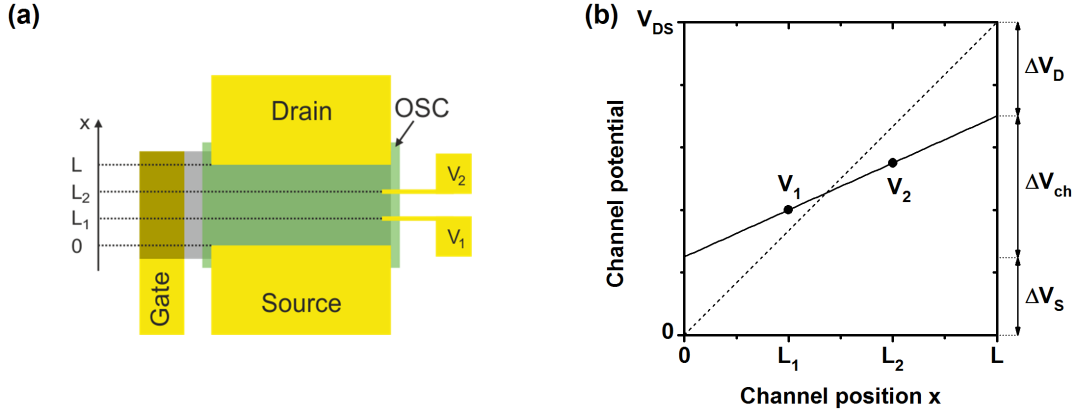 (a)
Drain
OSC
x
L
L2
L1
0
V2
V1
Gate
Source
(b)
VDS
ΔVD
ΔVch
ΔVS
V1
V2
Channel potential
0
0
L1
L2
L
Channel position x